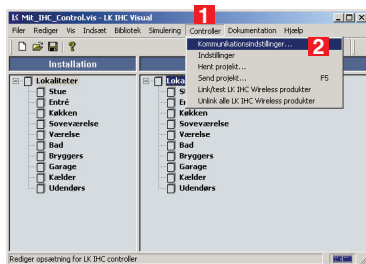 Mit_IHC_Control.vis - LK IHC Visual
1
Filer Rediger Vis Indsæt Bibliotek Simulering Controller Dokumentation Hjælp
Kommunikationsindstillinger...
2
Indstillinger
Hent projekt...
Send projekt... F5
Link/test LK IHC Wireless produkter
Unlink alle LK IHC Wireless produkter
Installation
Lokaliteter
Stue
Entré
Køkken
Soveværelse
Værelse
Bad
Bryggers
Garage
Kælder
Udendørs
Køkken
Soveværelse
Værelse
Bad
Bryggers
Garage
Kælder
Udendørs
Rediger opsætning for LK IHC controller